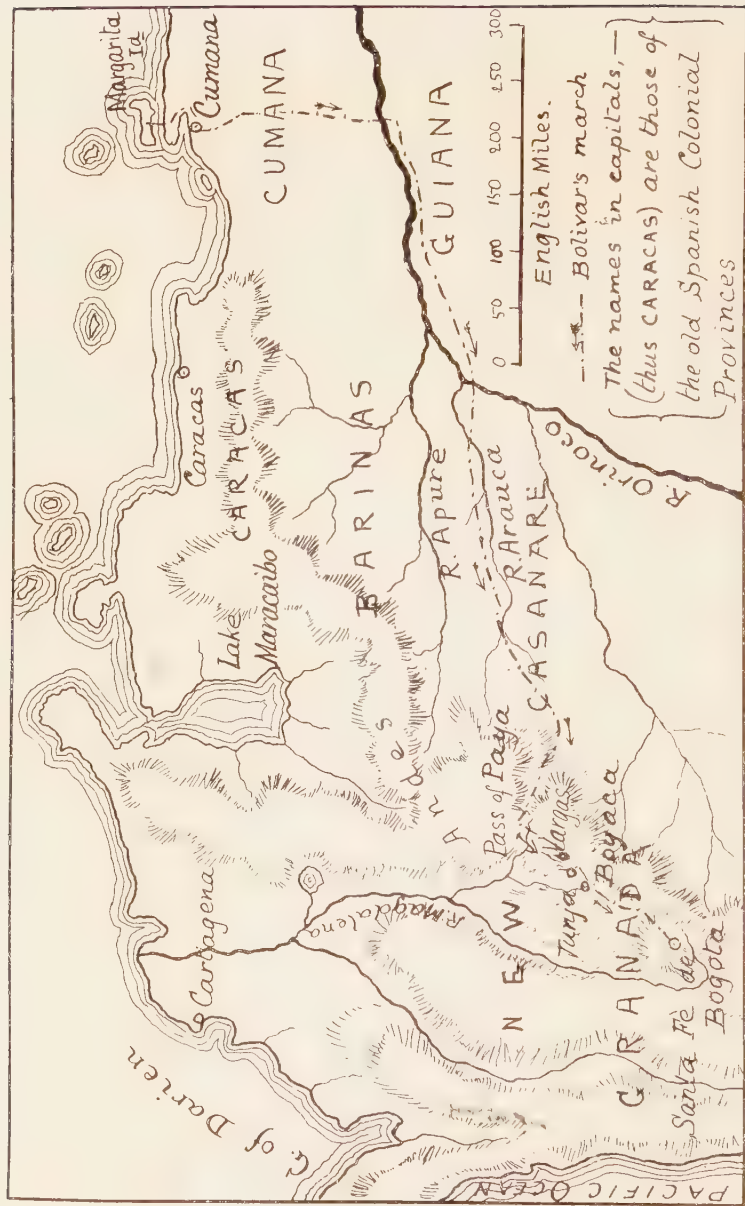 G. of Darien
Cartagena
Lake
Maracaibo
Caracas
Margarita
Id
Cumana
CUMANA
CARACAS
BARINAS
Andes
R. Magdalena
R. Apure
GUIANA
Pass of Paya
R. Arauca
CASANARE
NEW
GRANADA
Vargas
Tunja
Boyaca
Santa Fè de
Bogota
R. Orinoco
PACIFIC OCEAN
0 50 100 150 200 250 300
English Miles.
Bolivar's march
The names in capitals,—
(thus CARACAS) are those of
the old Spanish Colonial
Provinces